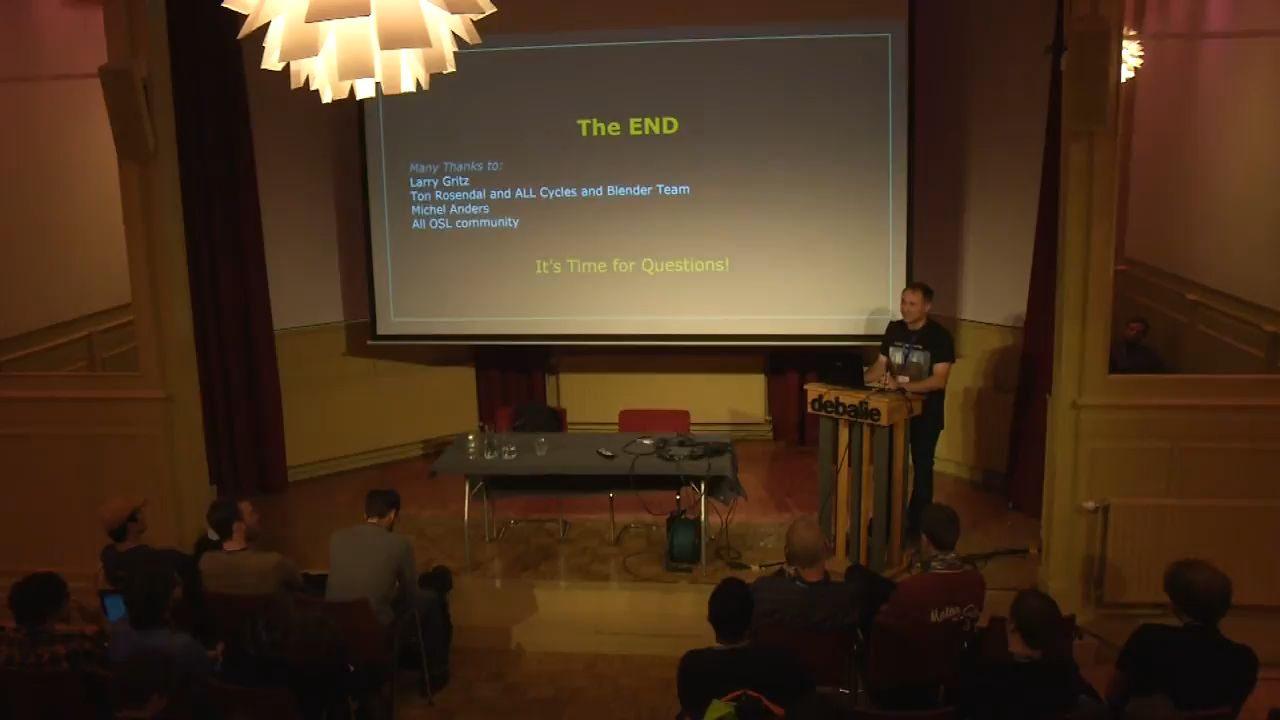 The END
Many Thanks to:
Larry Gritz
Ton Rosendal and ALL Cycles and Blender Team
Michel Anders
All OSL community
It's Time for Questions!
debalie